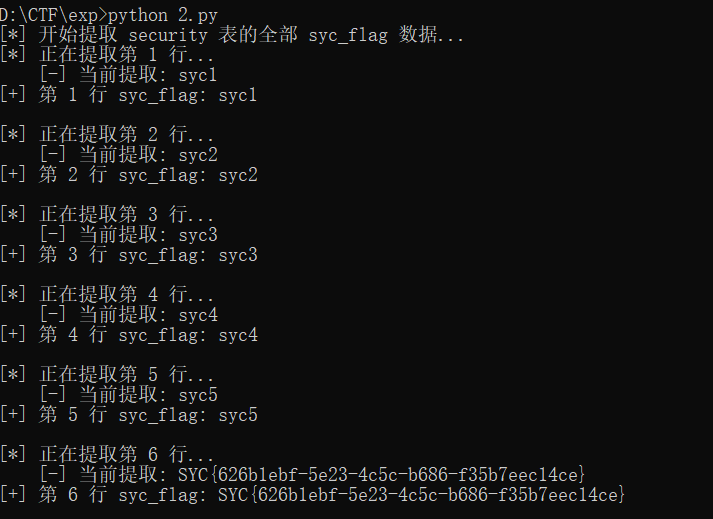 D:\CTF\exp>python 2.py
[*] 开始提取 security 表的全部 syc_flag 数据...
[*] 正在提取第 1 行...
[-] 当前提取: syc1
[+] 第 1 行 syc_flag: syc1
[*] 正在提取第 2 行...
[-] 当前提取: syc2
[+] 第 2 行 syc_flag: syc2
[*] 正在提取第 3 行...
[-] 当前提取: syc3
[+] 第 3 行 syc_flag: syc3
[*] 正在提取第 4 行...
[-] 当前提取: syc4
[+] 第 4 行 syc_flag: syc4
[*] 正在提取第 5 行...
[-] 当前提取: syc5
[+] 第 5 行 syc_flag: syc5
[*] 正在提取第 6 行...
[-] 当前提取: SYC{626b1ebf-5e23-4c5c-b686-f35b7eec14ce}
[+] 第 6 行 syc_flag: SYC{626b1ebf-5e23-4c5c-b686-f35b7eec14ce}